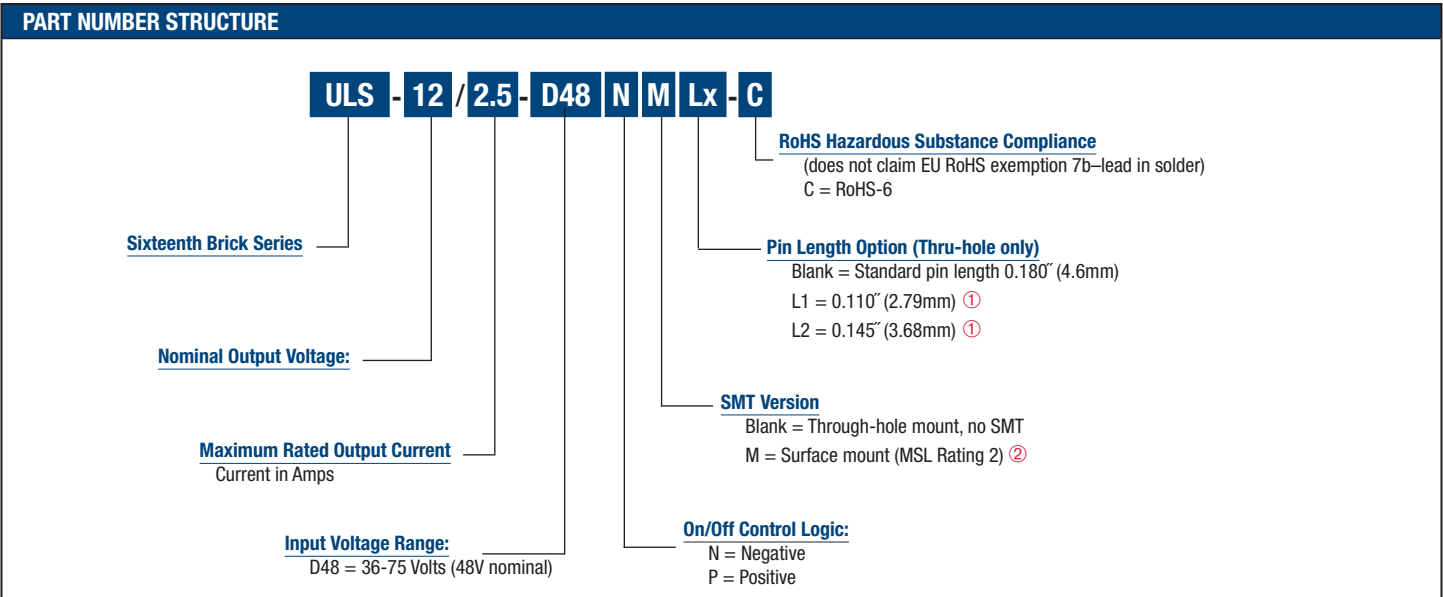 PART NUMBER STRUCTURE
ULS - 12 / 2.5 - D48 N M Lx - C
RoHS Hazardous Substance Compliance
(does not claim EU RoHS exemption 7b–lead in solder)
C = RoHS-6
Sixteenth Brick Series
Pin Length Option (Thru-hole only)
Blank = Standard pin length 0.180˝ (4.6mm)
L1 = 0.110˝ (2.79mm) ①
L2 = 0.145˝ (3.68mm) ①
Nominal Output Voltage:
SMT Version
Blank = Through-hole mount, no SMT
M = Surface mount (MSL Rating 2) ②
Maximum Rated Output Current
Current in Amps
On/Off Control Logic:
N = Negative
P = Positive
Input Voltage Range:
D48 = 36-75 Volts (48V nominal)